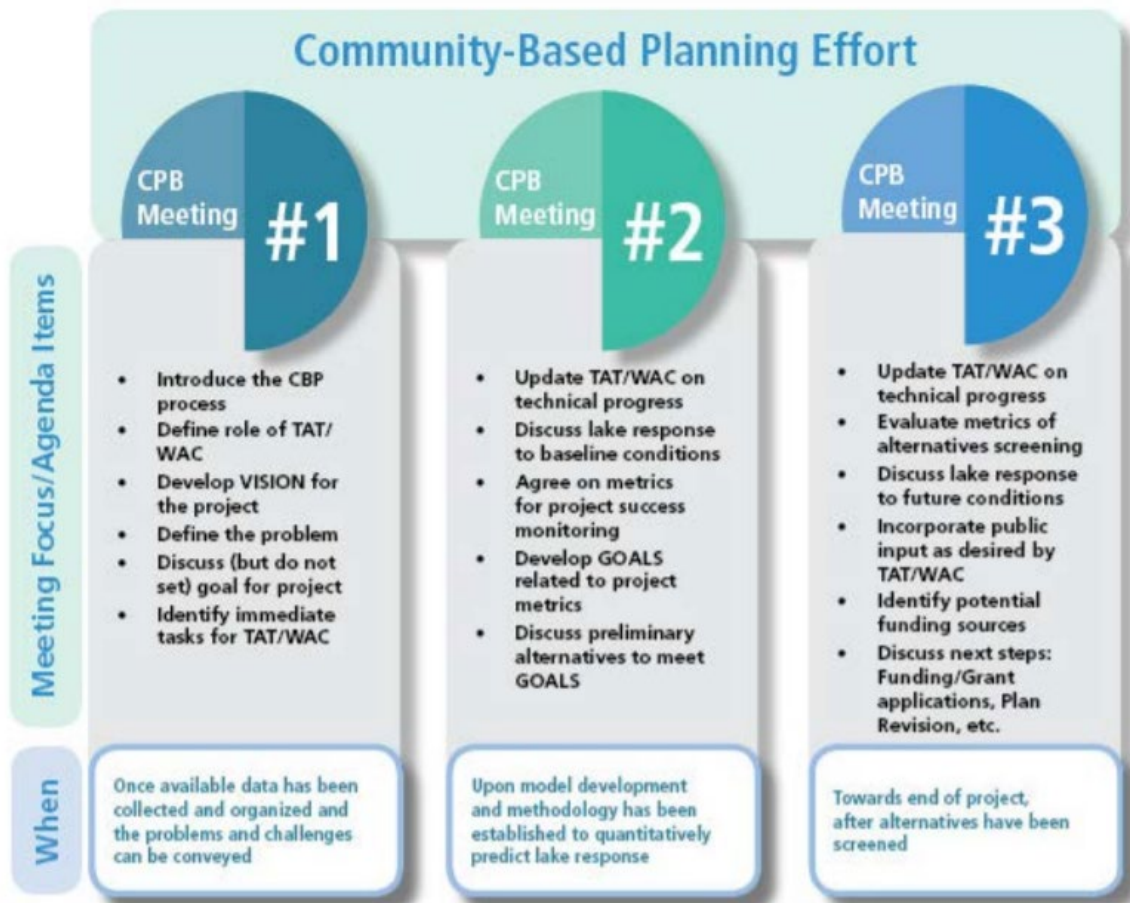 Community-Based Planning Effort
CPB
Meeting
#1
CPB
Meeting
#2
CPB
Meeting
#3
Meeting Focus/Agenda Items
• Introduce the CBP
process
• Define role of TAT/
WAC
• Develop VISION for
the project
• Define the problem
• Discuss (but do not
set) goal for project
• Identify immediate
tasks for TAT/WAC
• Update TAT/WAC on
technical progress
• Discuss lake response
to baseline conditions
• Agree on metrics
for project success
monitoring
• Develop GOALS
related to project
metrics
• Discuss preliminary
alternatives to meet
GOALS
• Update TAT/WAC on
technical progress
• Evaluate metrics of
alternatives screening
• Discuss lake response
to future conditions
• Incorporate public
input as desired by
TAT/WAC
• Identify potential
funding sources
• Discuss next steps:
Funding/Grant
applications, Plan
Revision, etc.
When
Once available data has been
collected and organized and
the problems and challenges
can be conveyed
Upon model development
and methodology has been
established to quantitatively
predict lake response
Towards end of project,
after alternatives have been
screened